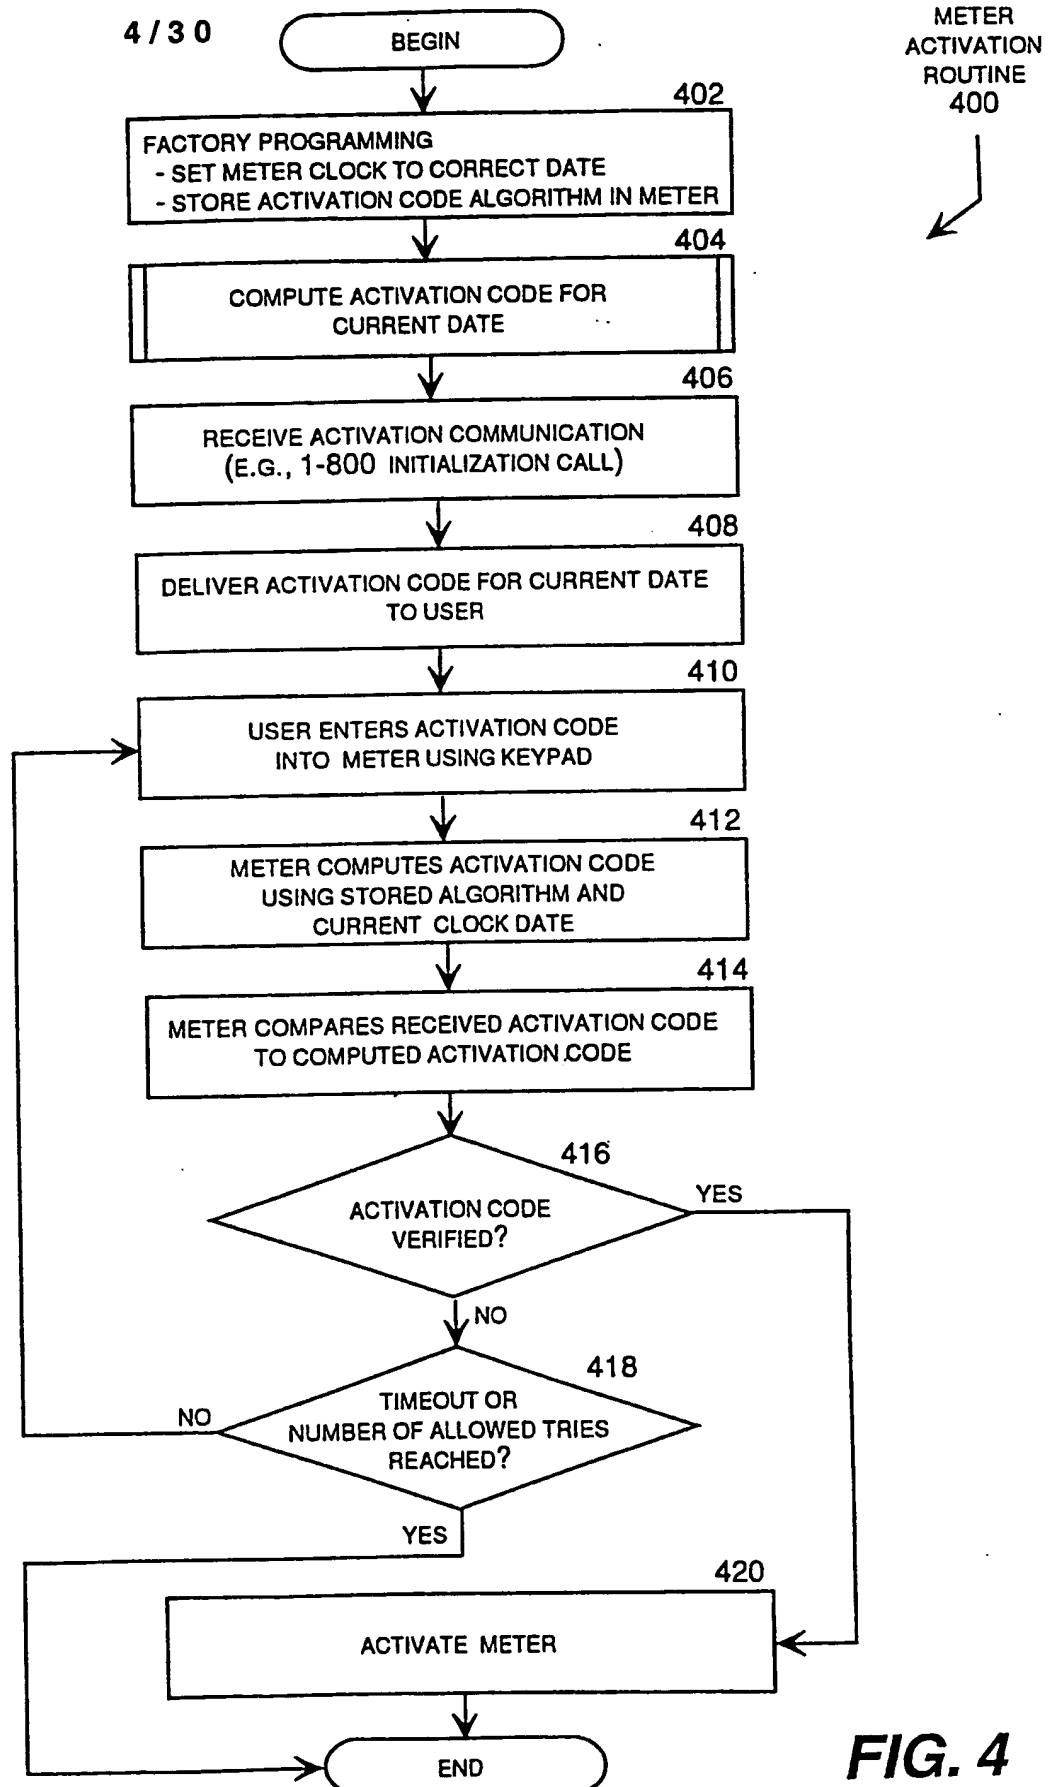 4/30
METER
ACTIVATION
ROUTINE
400
BEGIN
402
FACTORY PROGRAMMING
- SET METER CLOCK TO CORRECT DATE
- STORE ACTIVATION CODE ALGORITHM IN METER
404
COMPUTE ACTIVATION CODE FOR
CURRENT DATE
406
RECEIVE ACTIVATION COMMUNICATION
(E.G., 1-800 INITIALIZATION CALL)
408
DELIVER ACTIVATION CODE FOR CURRENT DATE
TO USER
410
USER ENTERS ACTIVATION CODE
INTO METER USING KEYPAD
412
METER COMPUTES ACTIVATION CODE
USING STORED ALGORITHM AND
CURRENT CLOCK DATE
414
METER COMPARES RECEIVED ACTIVATION CODE
TO COMPUTED ACTIVATION CODE
416
ACTIVATION CODE
VERIFIED?
YES
NO
418
TIMEOUT OR
NUMBER OF ALLOWED TRIES
REACHED?
NO
YES
420
ACTIVATE METER
END
FIG. 4